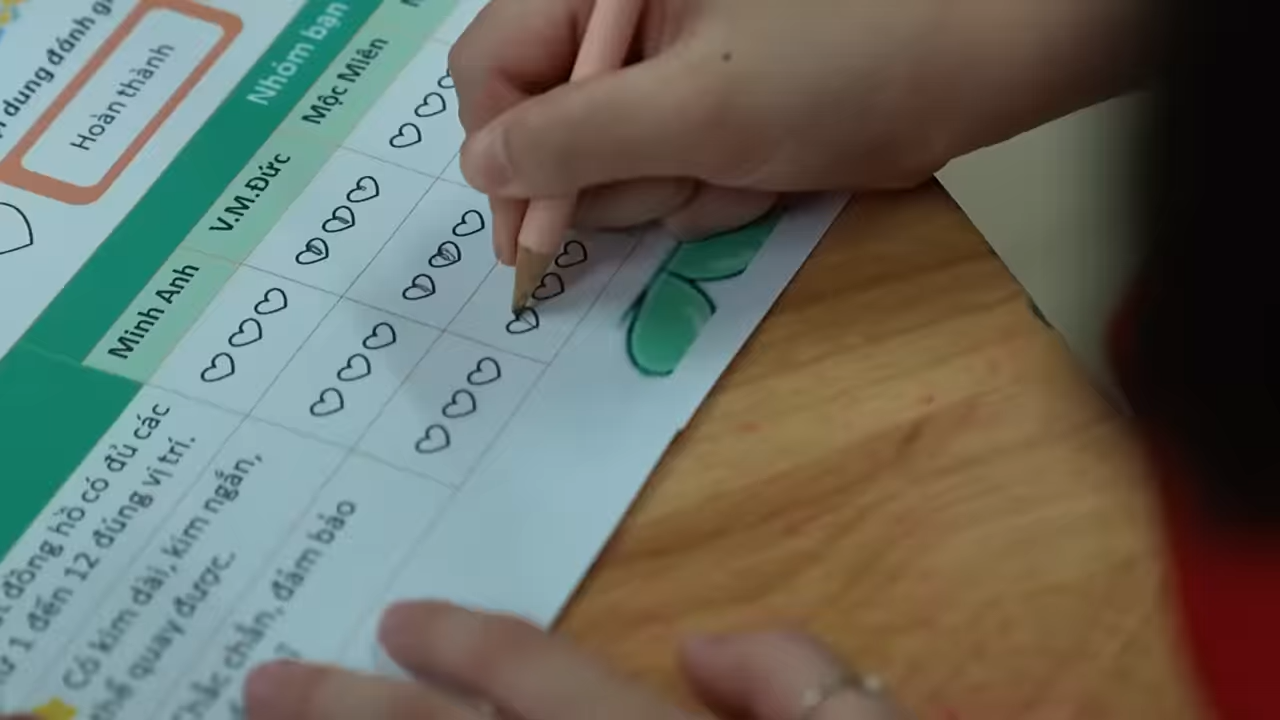 dung đánh
Hoàn thành
Nhóm bạn
Minh Anh
V.M.Đức
Mộc Miên
đồng hồ có đủ các
1 đến 12 đúng vị trí.
Có kim dài, kim ngắn,
thể quay được.
chắc chắn, đảm bảo